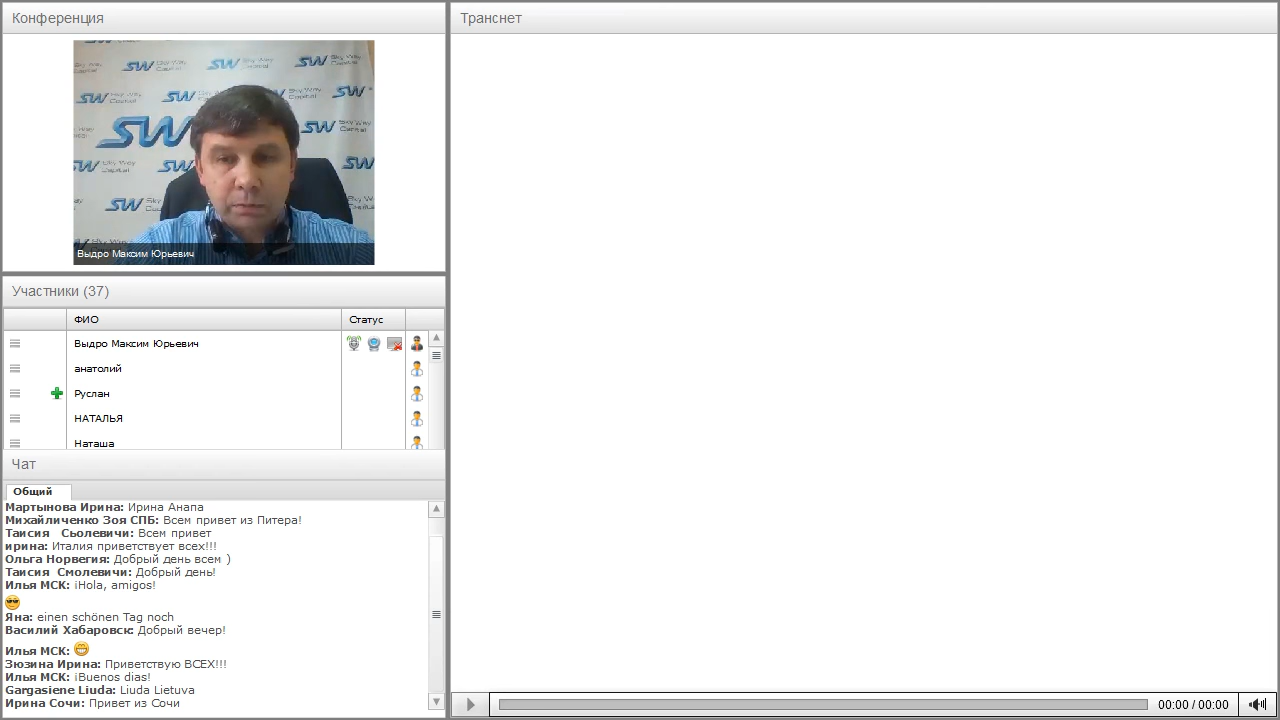 Конференция
Транснет
SW Sky Way Capital
Выдро Максим Юрьевич
Участники (37)
ФИО Статус
Выдро Максим Юрьевич
анатолий
Руслан
НАТАЛЬЯ
Наташа
Чат
Общий
Мартынова Ирина: Ирина Анапа
Михайличенко Зоя СПБ: Всем привет из Питера!
Таисия Сьолевичи: Всем привет
ирина: Италия приветствует всех!!!
Ольга Норвегия: Добрый день всем )
Таисия Смолевичи: Добрый день!
Илья МСК: ¡Hola, amigos!
Яна: einen schönen Tag noch
Василий Хабаровск: Добрый вечер!
Илья МСК:
Зюзина Ирина: Приветствую ВСЕХ!!!
Илья МСК: ¡Buenos dias!
Gargasiene Liuda: Liuda Lietuva
Ирина Сочи: Привет из Сочи
00:00 / 00:00